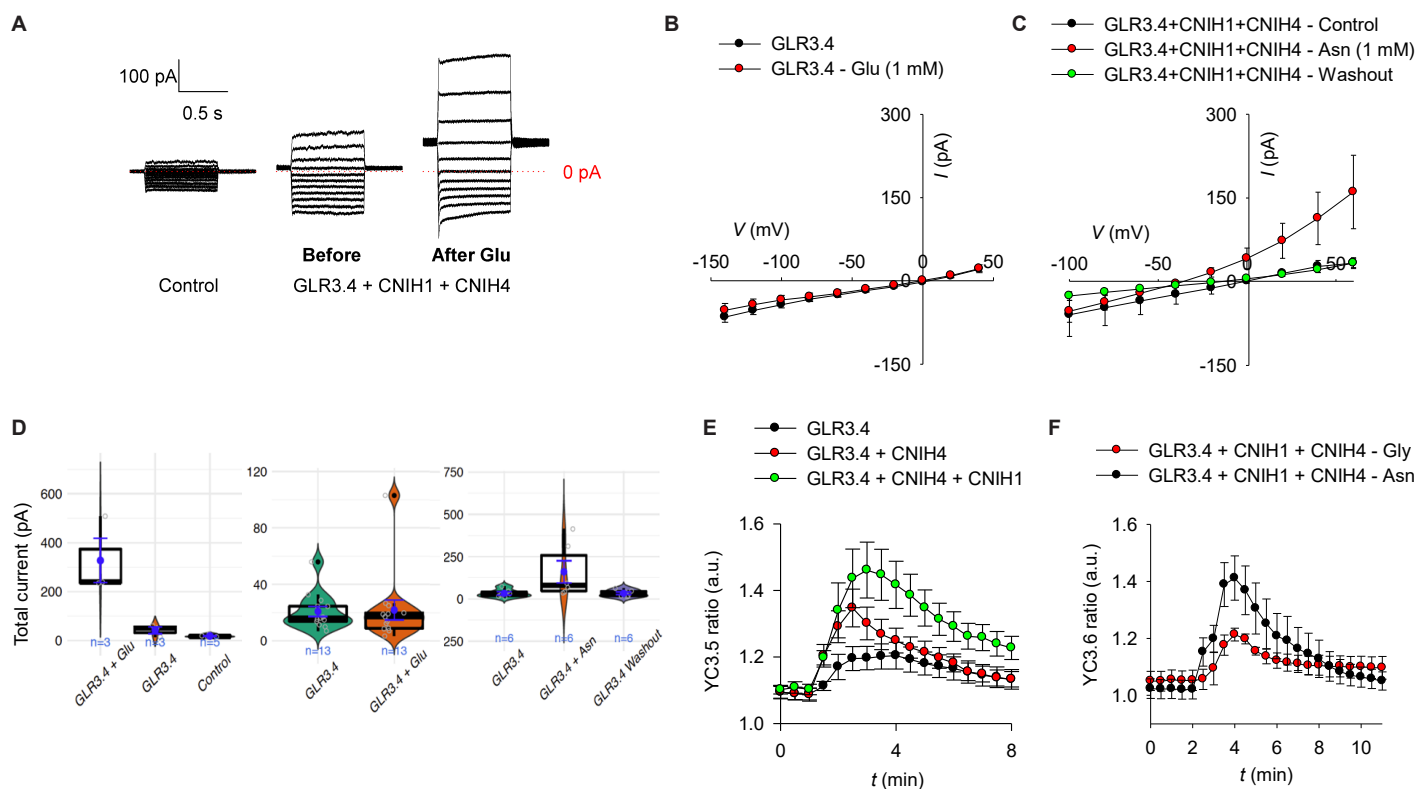 A
100 pA
0.5 s
0 pA
Before
After Glu
Control
GLR3.4 + CNIH1 + CNIH4
B
GLR3.4
GLR3.4 - Glu (1 mM)
300
I (pA)
150
V (mV)
-150
-100
-50
0
0
-150
C
GLR3.4+CNIH1+CNIH4 - Control
GLR3.4+CNIH1+CNIH4 - Asn (1 mM)
GLR3.4+CNIH1+CNIH4 - Washout
300
I (pA)
150
V (mV)
-100
-50
0
50
0
-150
D
Total current (pA)
600
400
200
0
n=3
n=3
n=5
GLR3.4 + Glu
GLR3.4
Control
120
80
60
40
20
0
n=13
n=13
GLR3.4
GLR3.4 + Glu
750
500
250
0
250
n=6
n=6
n=6
GLR3.4
GLR3.4 + Asn
GLR3.4 Washout
E
GLR3.4
GLR3.4 + CNIH4
GLR3.4 + CNIH4 + CNIH1
YC3.5 ratio (a.u.)
1.6
1.4
1.2
1.0
0
4
8
t (min)
F
GLR3.4 + CNIH1 + CNIH4 - Gly
GLR3.4 + CNIH1 + CNIH4 - Asn
YC3.6 ratio (a.u.)
1.6
1.4
1.2
1.0
0
2
4
6
8
10
t (min)